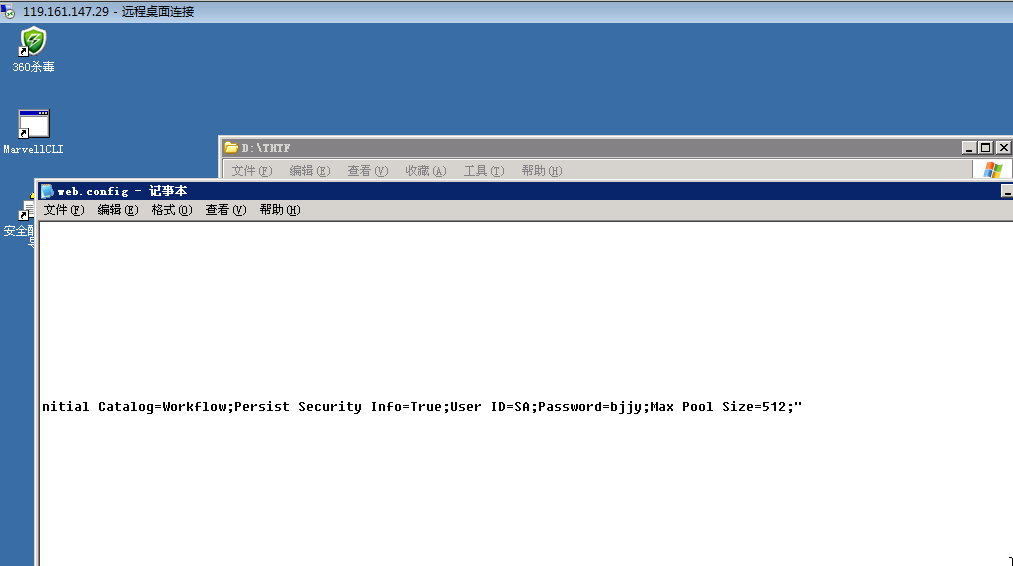 119.161.147.29 - 远程桌面连接
360杀毒
MarvellCLI
D:\THTF
文件(F) 编辑(E) 查看(V) 收藏(A) 工具(T) 帮助(H)
web.config - 记事本
文件(F) 编辑(E) 格式(O) 查看(V) 帮助(H)
安全
nitial Catalog=Workflow;Persist Security Info=True;User ID=SA;Password=bjjy;Max Pool Size=512;"